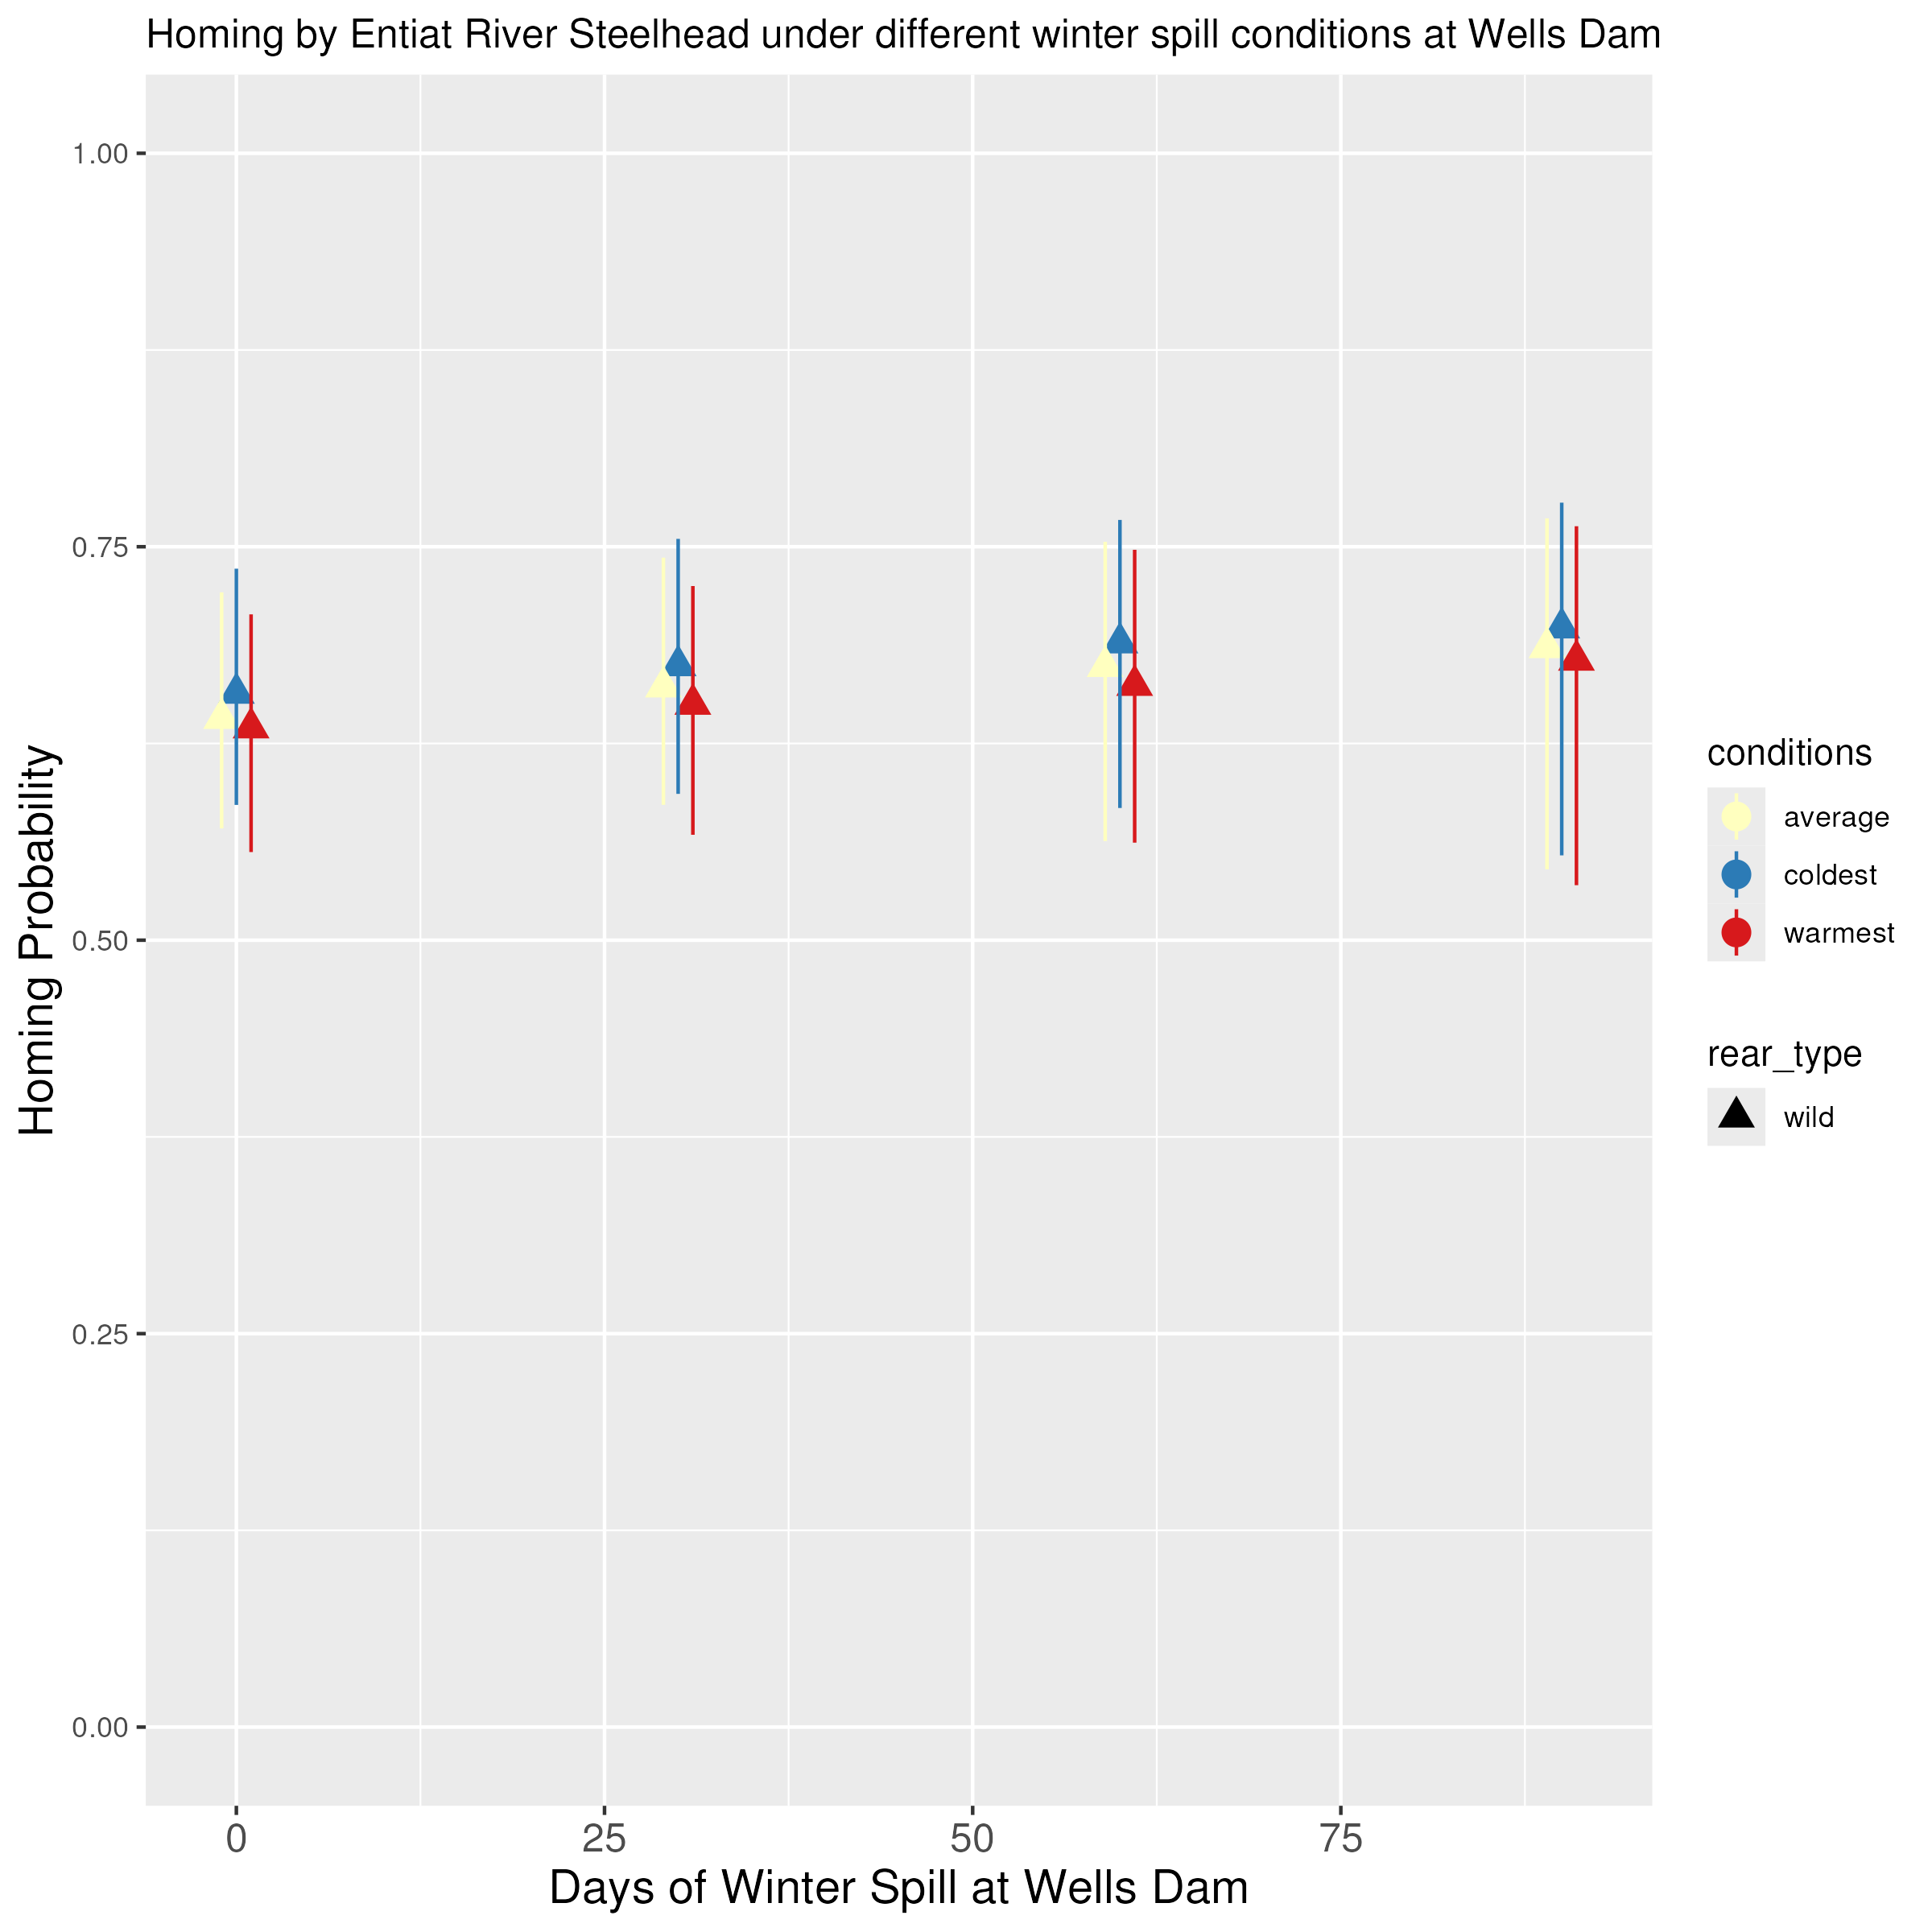 Homing by Entiat River Steelhead under different winter spill conditions at Wells Dam
Homing Probability
1.00
0.75
0.50
0.25
0.00
0
25
50
75
Days of Winter Spill at Wells Dam
conditions
average
coldest
warmest
rear_type
wild